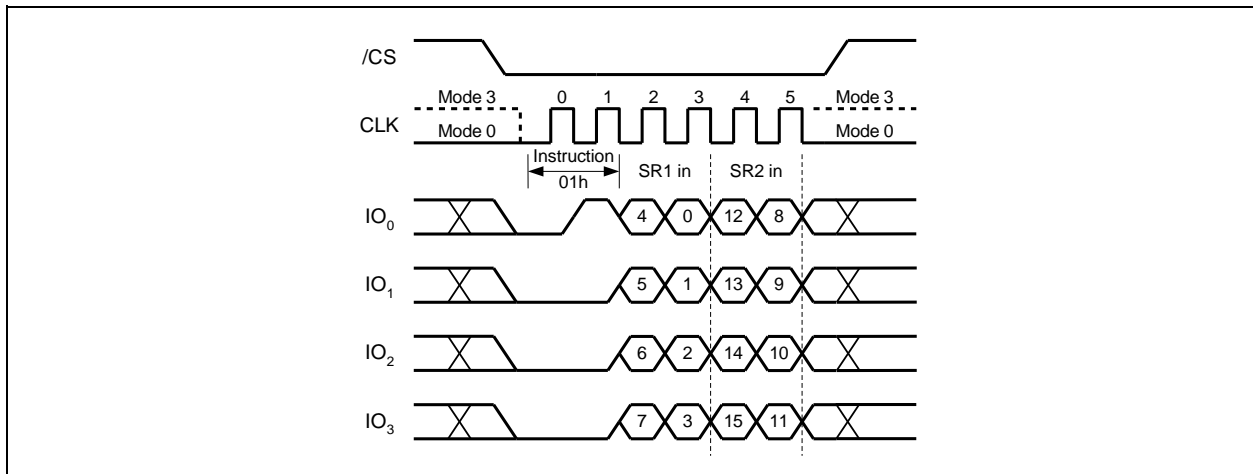 /CS
Mode 3 0 1 2 3 4 5 Mode 3
CLK Mode 0 Mode 0
Instruction
01h SR1 in SR2 in
IO0 4 0 12 8
IO1 5 1 13 9
IO2 6 2 14 10
IO3 7 3 15 11